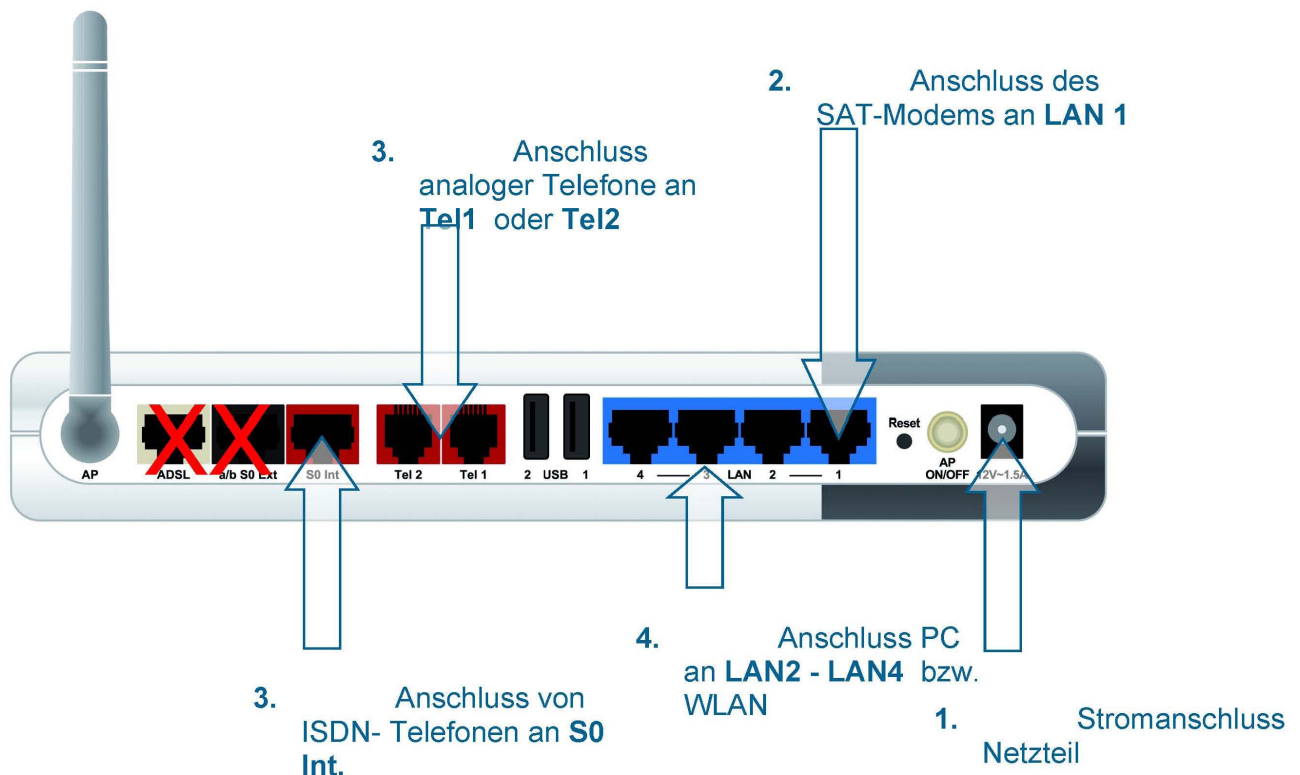 2. Anschluss des
SAT-Modems an LAN 1
3. Anschluss
analoger Telefone an
Tel1 oder Tel2
Reset
AP ADSL a/b S0 Ext S0 Int Tel 2 Tel 1 2 USB 1 4 3 LAN 2 1 AP
ON/OFF 12V~1.5A
4. Anschluss PC
an LAN2 - LAN4 bzw.
WLAN
3. Anschluss von
ISDN- Telefonen an S0
Int.
1. Stromanschluss
Netzteil